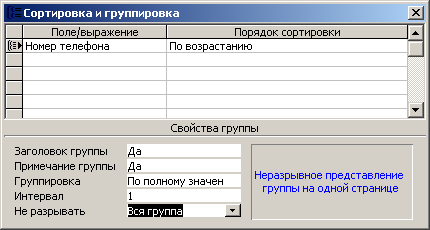 Сортировка и группировка
Поле/выражение Порядок сортировки
Номер телефона По возрастанию
Свойства группы
Заголовок группы Да
Примечание группы Да
Группировка По полному значен
Интервал 1
Не разрывать Вся группа
Неразрывное представление
группы на одной странице